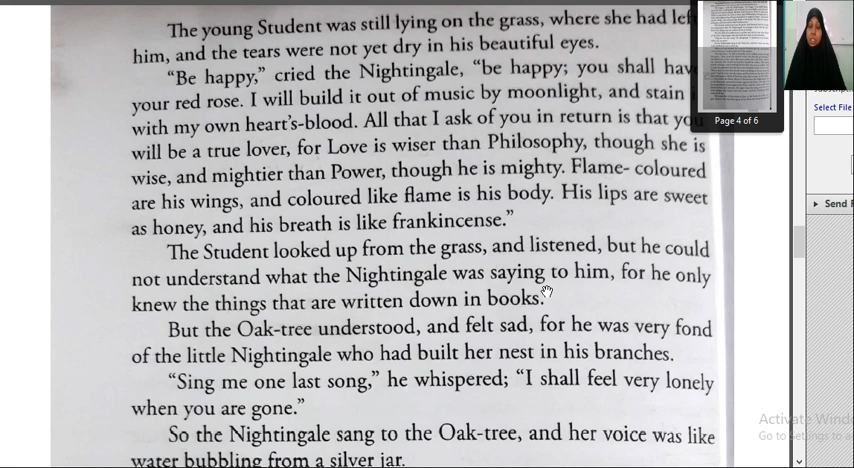 The young Student was still lying on the grass, where she had left
him, and the tears were not yet dry in his beautiful eyes.
"Be happy," cried the Nightingale, "be happy; you shall have
your red rose. I will build it out of music by moonlight, and stain
with my own heart's-blood. All that I ask of you in return is that you
will be a true lover, for Love is wiser than Philosophy, though she is
wise, and mightier than Power, though he is mighty. Flame- coloured
are his wings, and coloured like flame is his body. His lips are sweet
as honey, and his breath is like frankincense."
The Student looked up from the grass, and listened, but he could
not understand what the Nightingale was saying to him, for he only
knew the things that are written down in books.
But the Oak-tree understood, and felt sad, for he was very fond
of the little Nightingale who had built her nest in his branches.
"Sing me one last song," he whispered; "I shall feel very lonely
when you are gone."
So the Nightingale sang to the Oak-tree, and her voice was like
water bubbling from a silver jar.
Page 4 of 6
Select File
Send
Activate Windo
Go to Settings to a